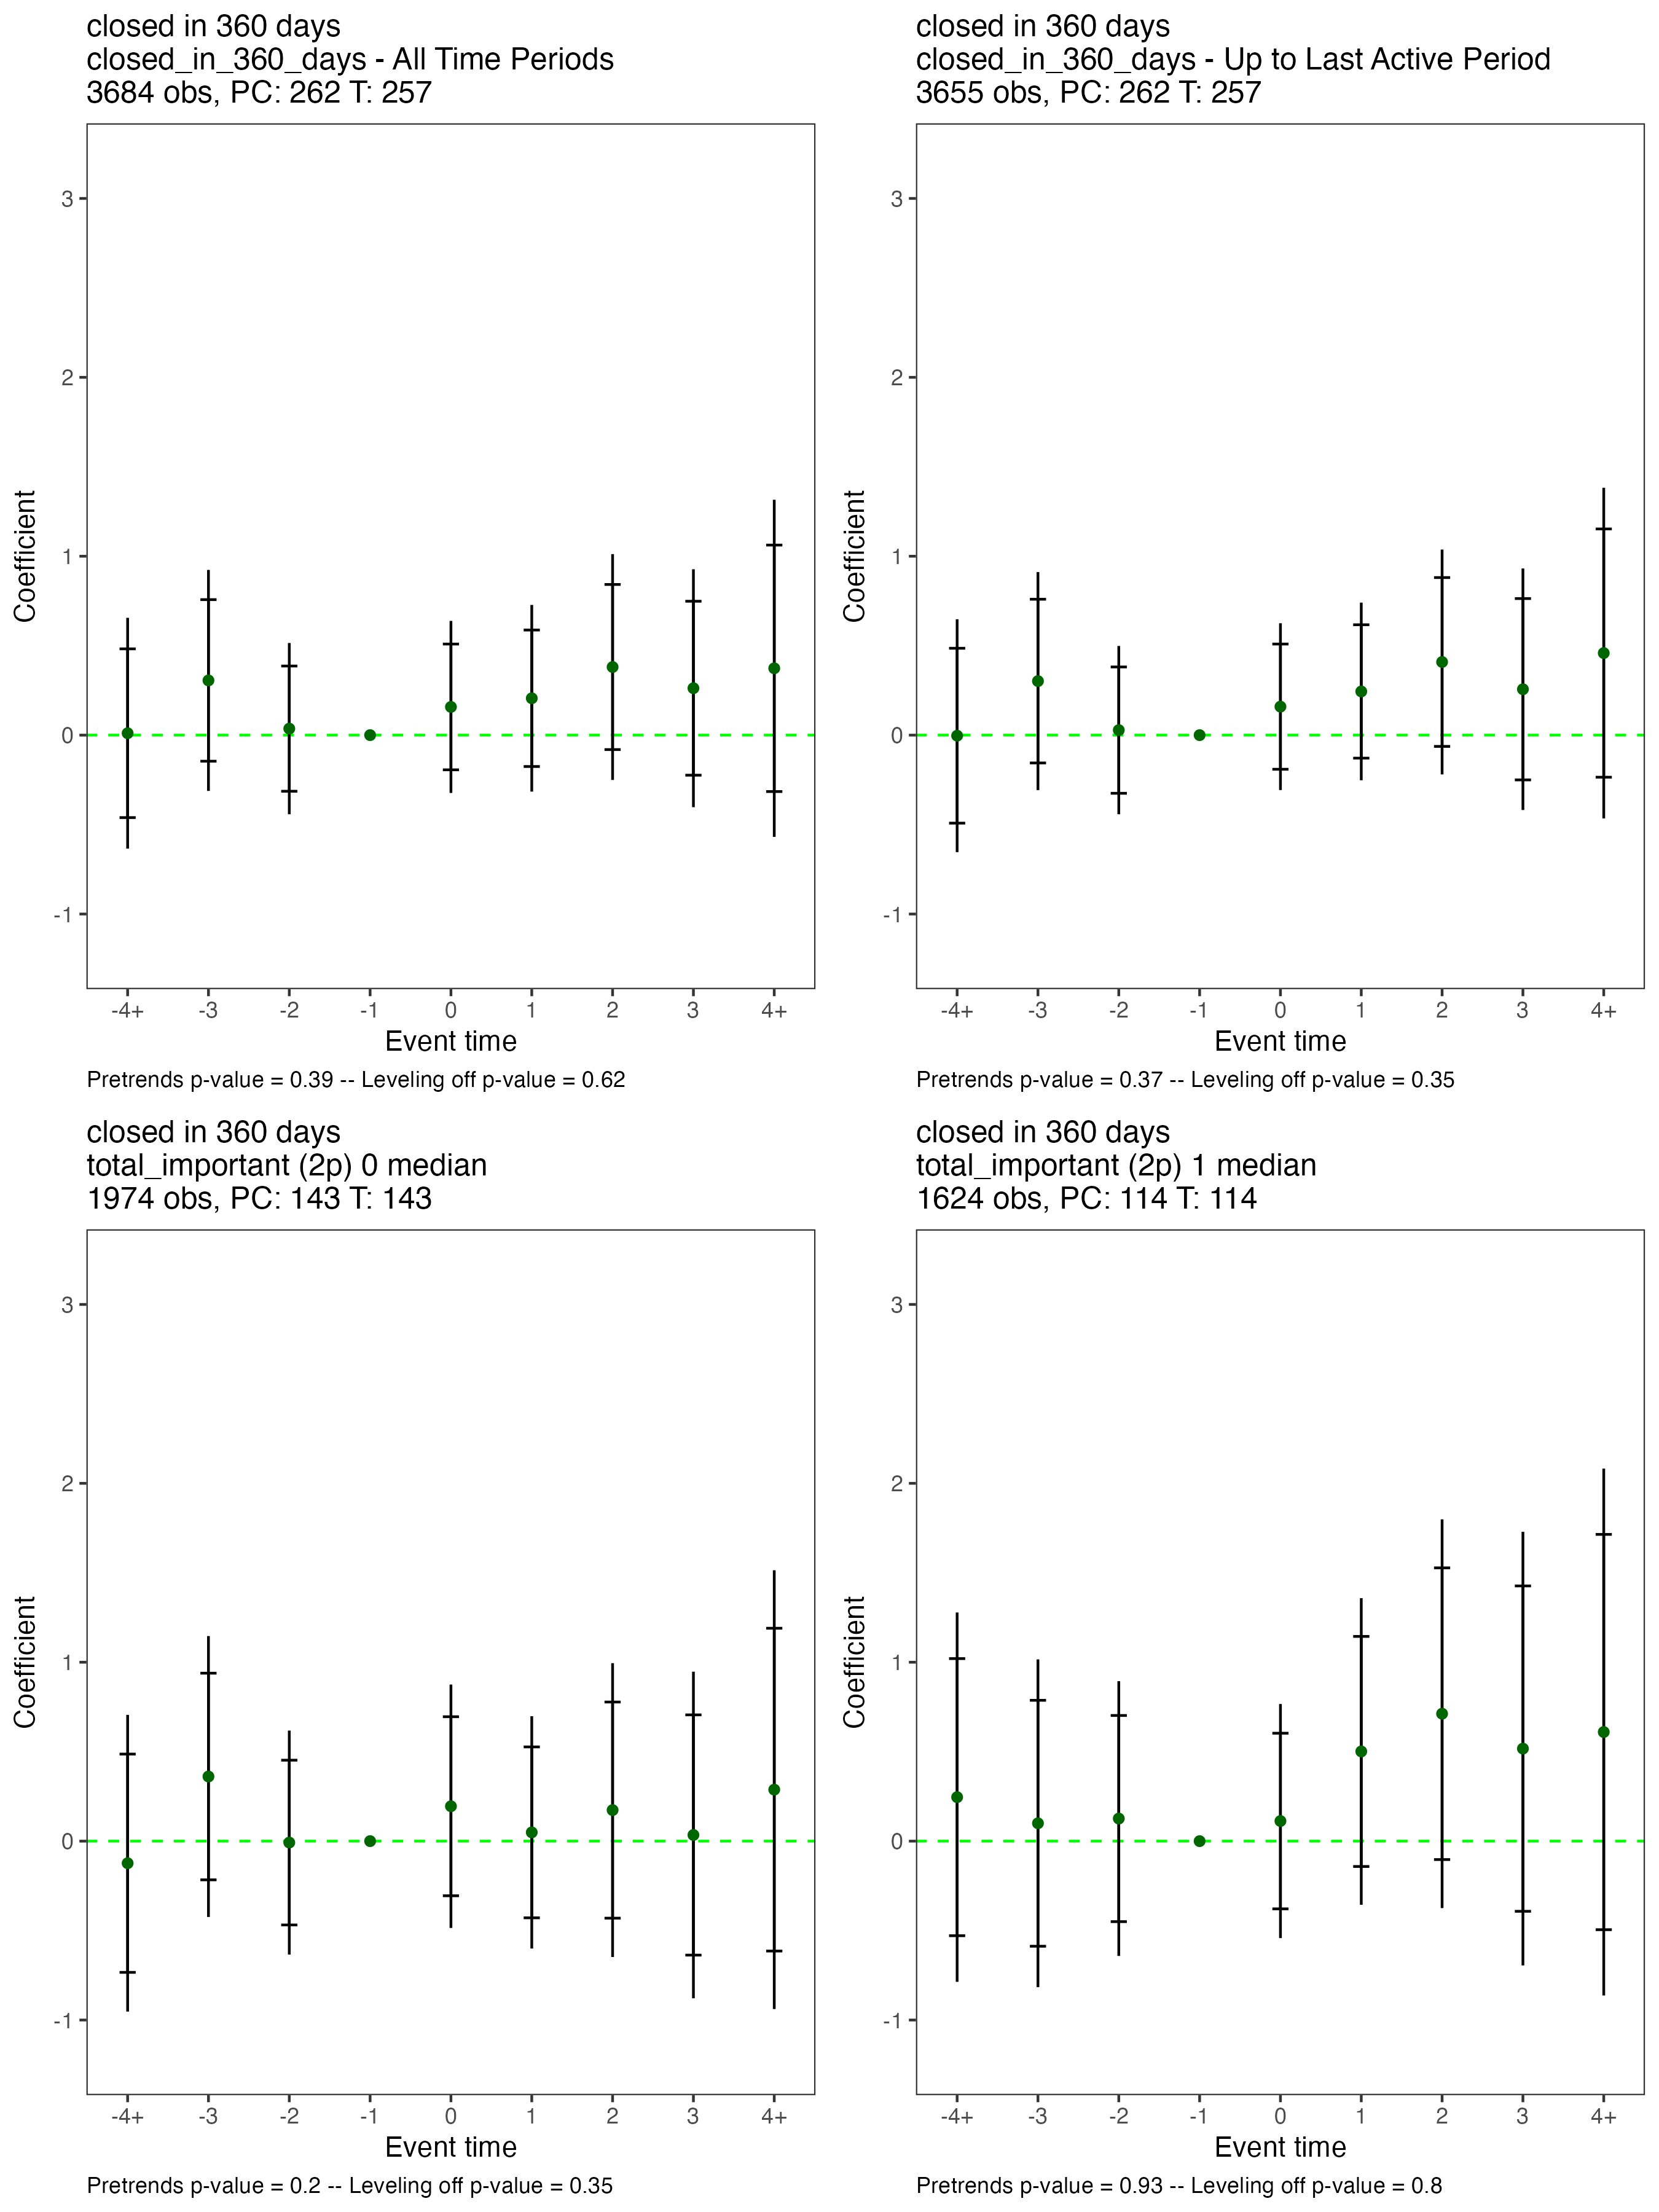 closed in 360 days
closed_in_360_days - All Time Periods
3684 obs, PC: 262 T: 257
3
2
1
0
-1
Coefficient
-4+ -3 -2 -1 0 1 2 3 4+
Event time
Pretrends p-value = 0.39 -- Leveling off p-value = 0.62
closed in 360 days
closed_in_360_days - Up to Last Active Period
3655 obs, PC: 262 T: 257
3
2
1
0
-1
Coefficient
-4+ -3 -2 -1 0 1 2 3 4+
Event time
Pretrends p-value = 0.37 -- Leveling off p-value = 0.35
closed in 360 days
total_important (2p) 0 median
1974 obs, PC: 143 T: 143
3
2
1
0
-1
Coefficient
-4+ -3 -2 -1 0 1 2 3 4+
Event time
Pretrends p-value = 0.2 -- Leveling off p-value = 0.35
closed in 360 days
total_important (2p) 1 median
1624 obs, PC: 114 T: 114
3
2
1
0
-1
Coefficient
-4+ -3 -2 -1 0 1 2 3 4+
Event time
Pretrends p-value = 0.93 -- Leveling off p-value = 0.8